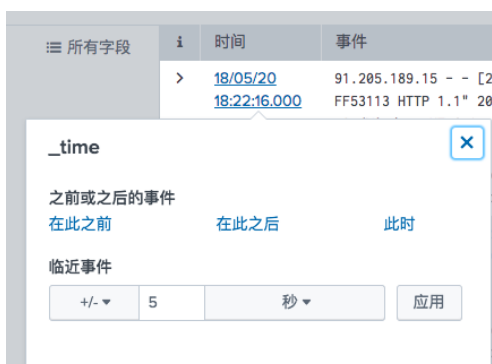 所有字段 i 时间 事件
> 18/05/20 91.205.189.15 - - [2
18:22:16.000 FF53113 HTTP 1.1" 20
_time
之前或之后的事件
在此之前 在此之后 此时
临近事件
+/- 5 秒 应用